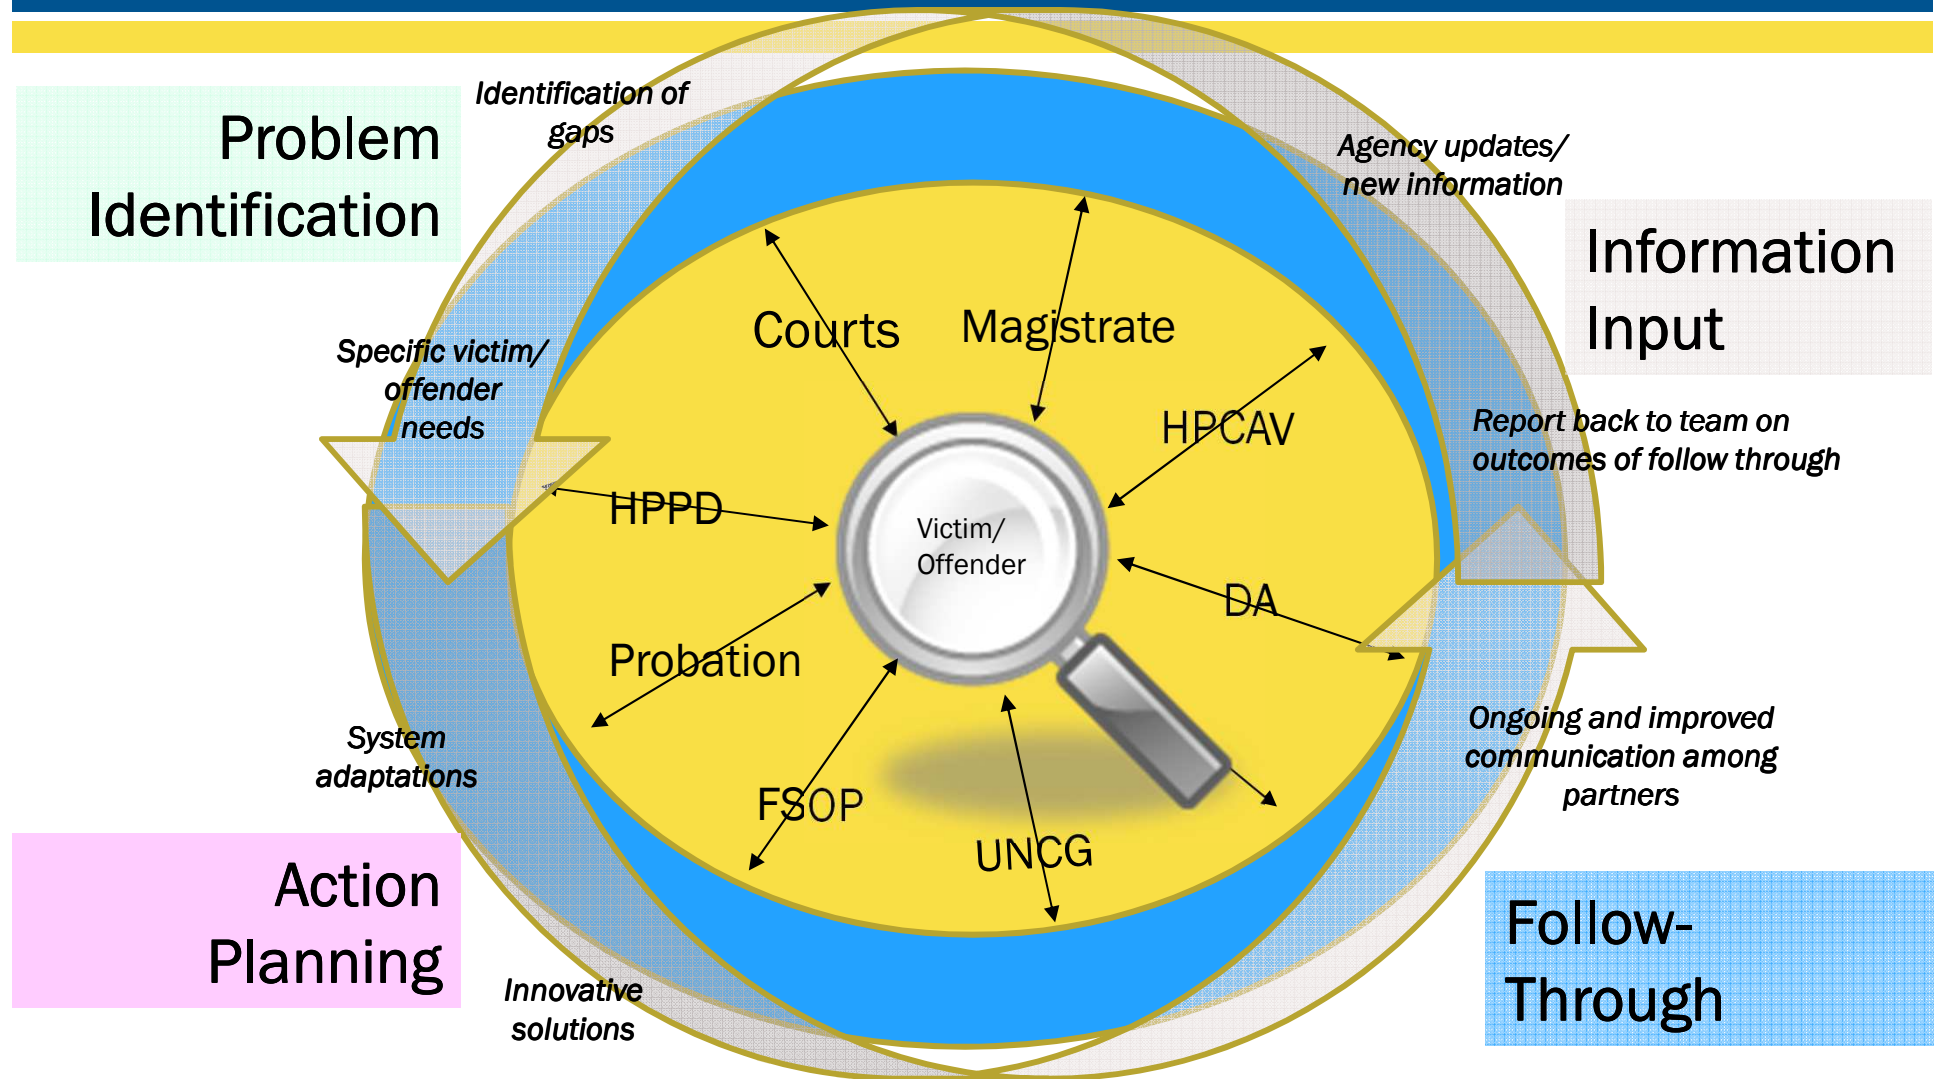 Identification of
gaps
Problem
Identification
Agency updates/
new information
Information
Input
Specific victim/
offender
needs
Courts
Magistrate
HPCAV
Report back to team on
outcomes of follow through
HPPD
Victim/
Offender
DA
Probation
System
adaptations
FSOP
UNCG
Ongoing and improved
communication among
partners
Action
Planning
Innovative
solutions
Follow-
Through